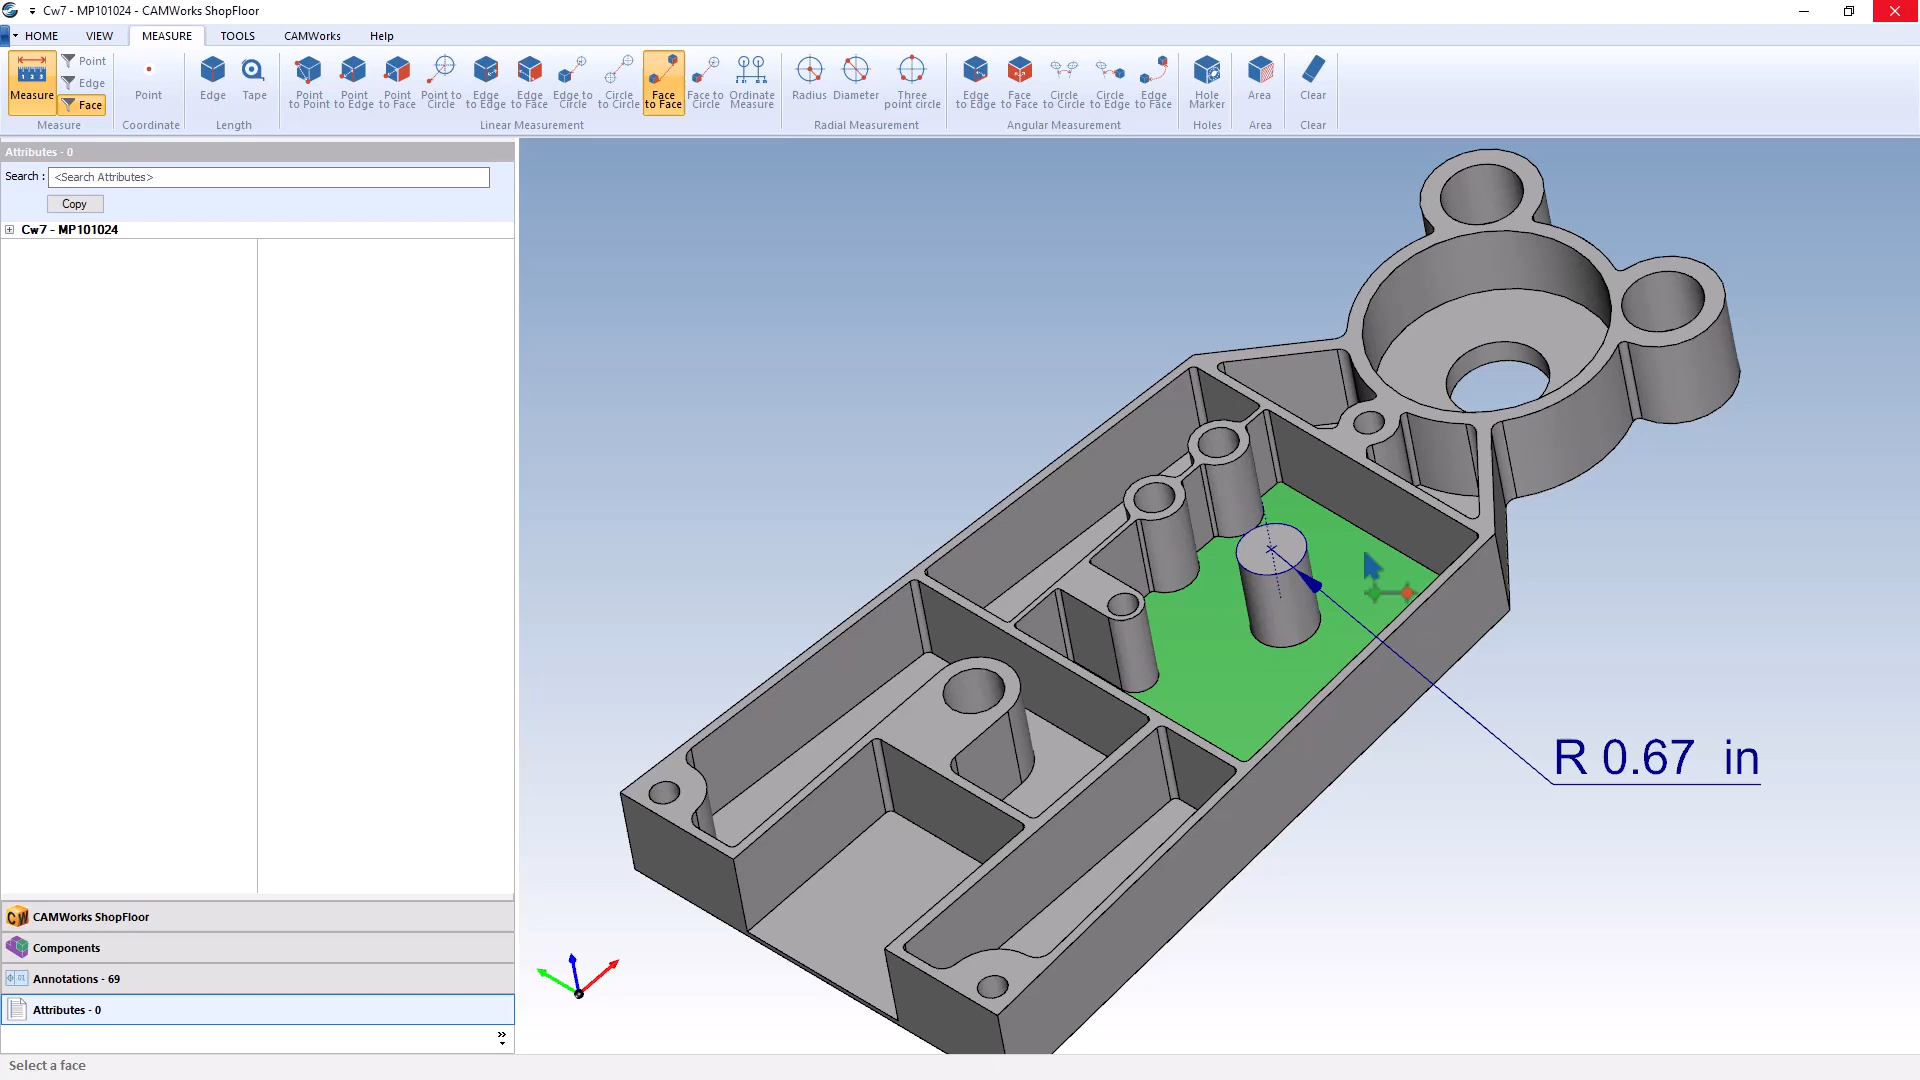 Cw7 - MP101024 - CAMWorks ShopFloor
HOME VIEW MEASURE TOOLS CAMWorks Help
Measure
Point
Edge
Face
Measure
Point
Coordinate
Edge Tape
Length
Point to Point
Point to Edge
Point to Face
Point to Circle
Edge to Edge
Edge to Face
Edge to Circle
Circle to Circle
Face to Face
Face to Circle
Ordinate Measure
Linear Measurement
Radius
Diameter
Three point circle
Radial Measurement
Edge to Edge
Face to Face
Circle to Circle
Circle to Edge
Edge to Face
Angular Measurement
Hole Marker
Holes
Area
Area
Clear
Clear
Attributes - 0
Search : <Search Attributes>
Copy
Cw7 - MP101024
R 0.67 in
CAMWorks ShopFloor
Components
Annotations - 69
Attributes - 0
Select a face